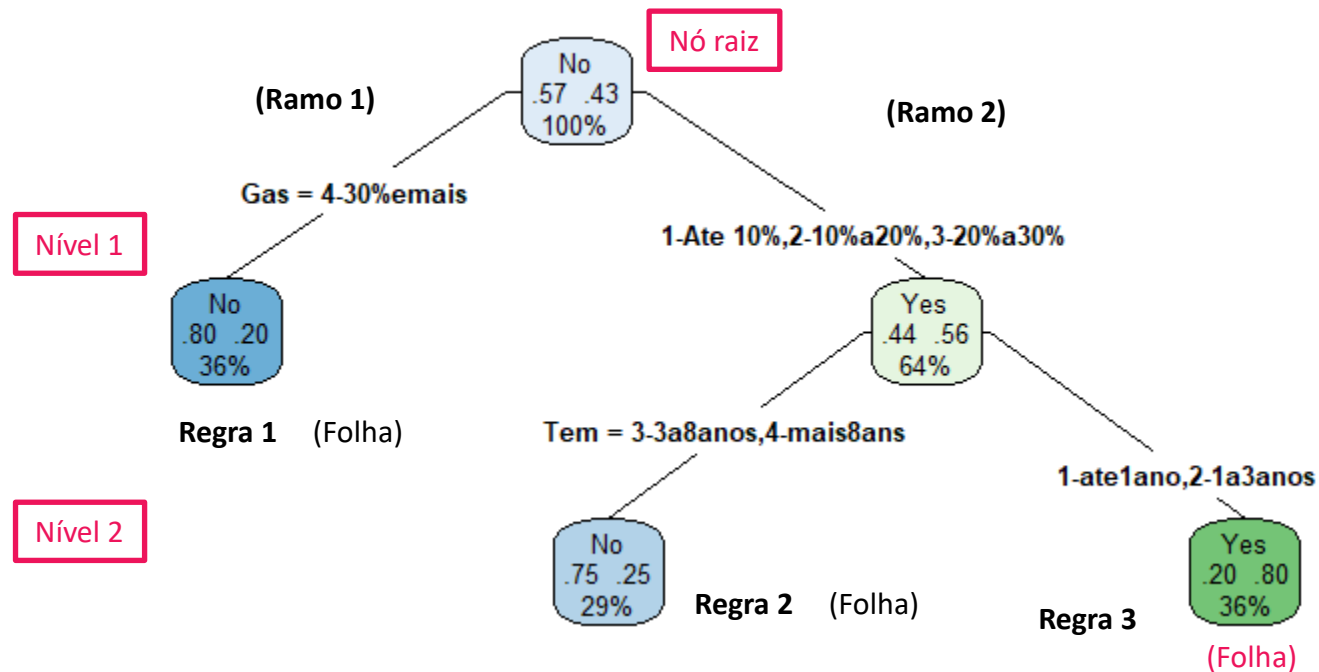 Nó raiz
No
.57 .43
100%
(Ramo 1)
(Ramo 2)
Gas = 4-30%emais
1-Ate 10%,2-10%a20%,3-20%a30%
Nível 1
No
.80 .20
36%
Yes
.44 .56
64%
Regra 1 (Folha)
Tem = 3-3a8anos,4-mais8ans
1-ate1ano,2-1a3anos
Nível 2
No
.75 .25
29%
Regra 2 (Folha)
Yes
.20 .80
36%
Regra 3
(Folha)